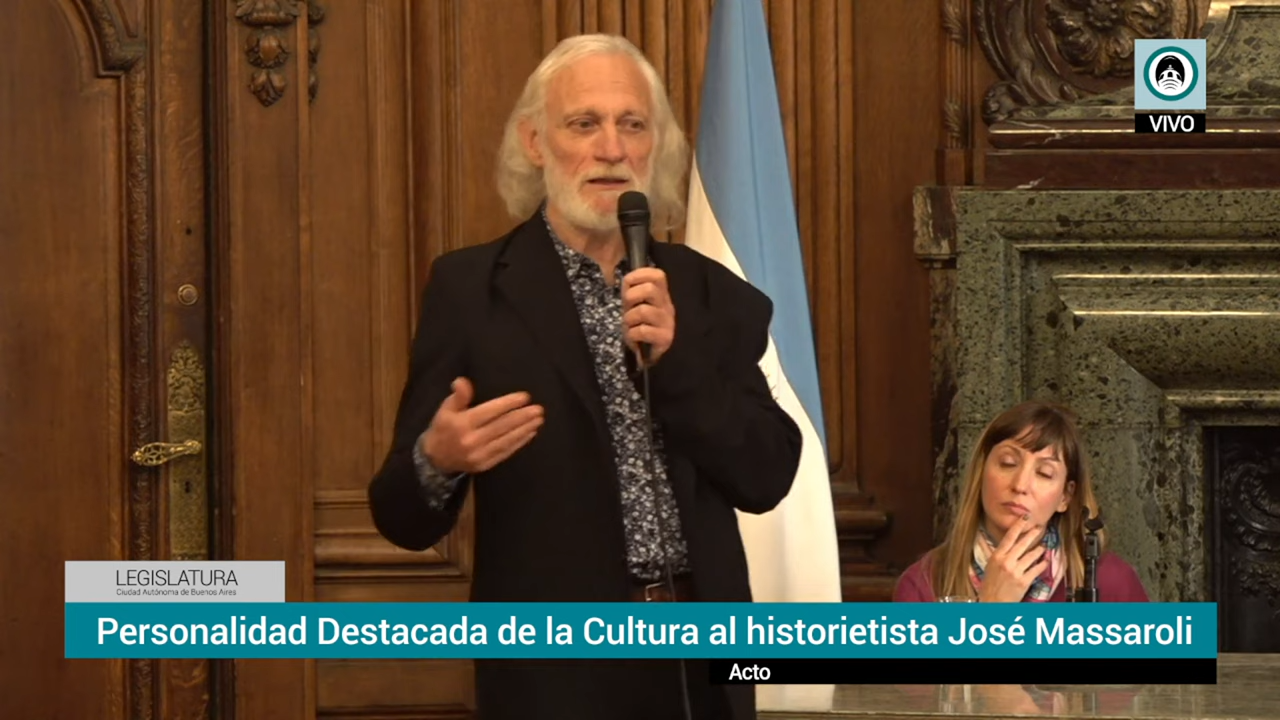 VIVO
LEGISLATURA
Ciudad Autónoma de Buenos Aires
Personalidad Destacada de la Cultura al historietista José Massaroli
Acto